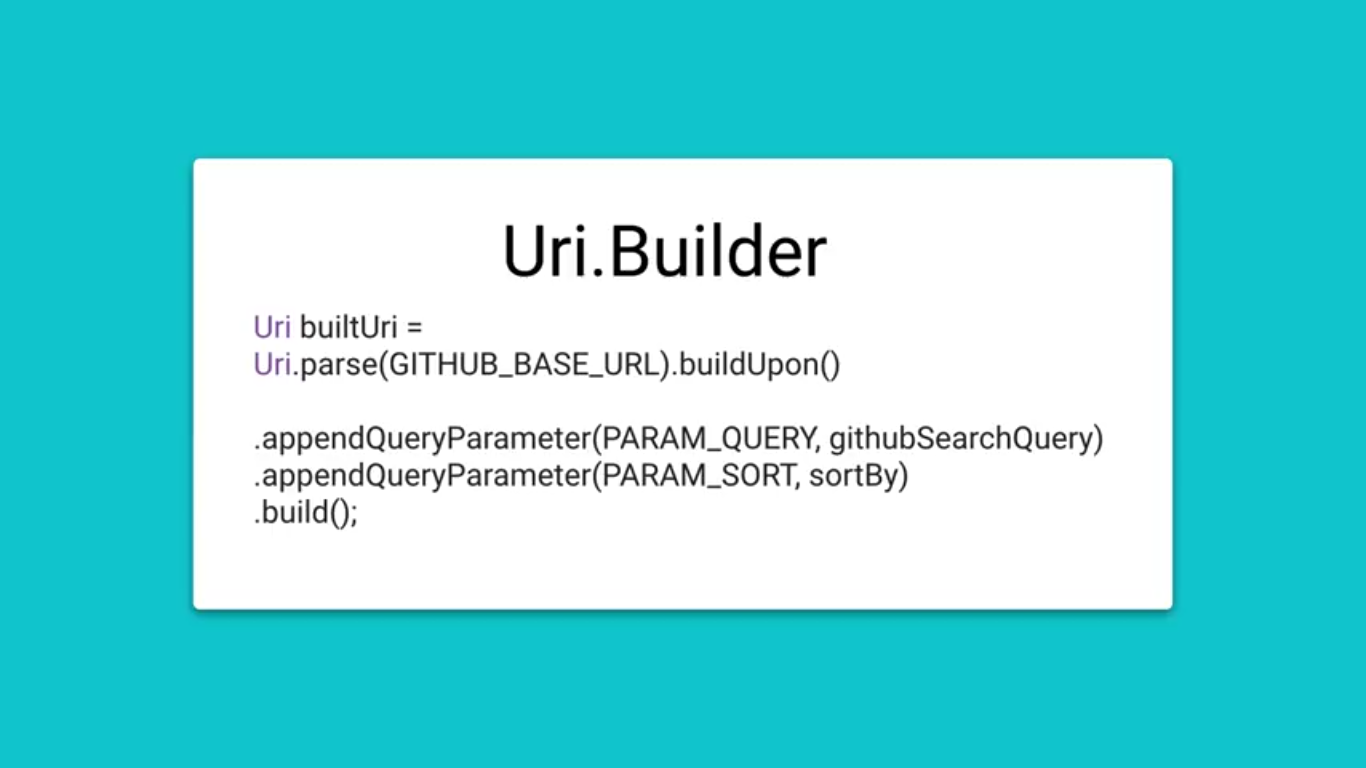 Uri.Builder
Uri builtUri =
Uri.parse(GITHUB_BASE_URL).buildUpon()
.appendQueryParameter(PARAM_QUERY, githubSearchQuery)
.appendQueryParameter(PARAM_SORT, sortBy)
.build();